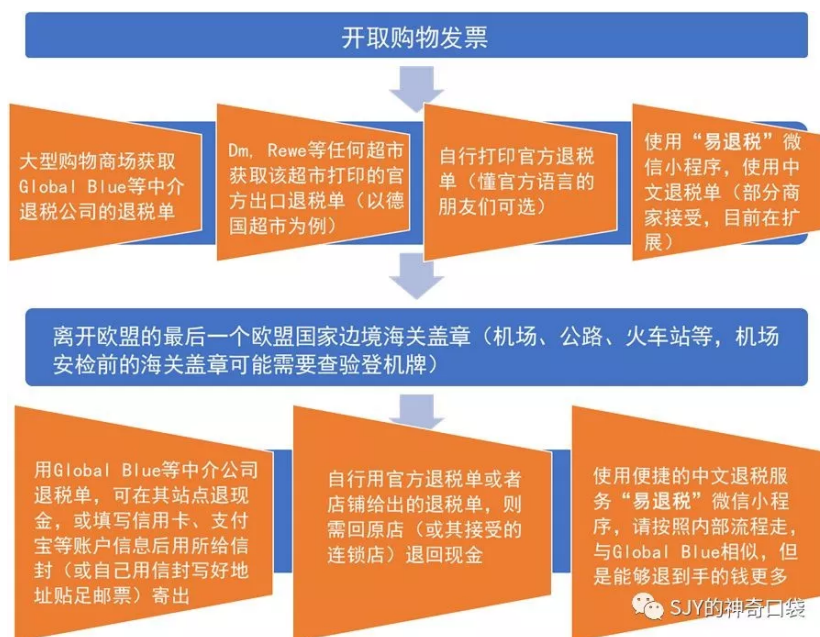 开取购物发票
大型购物商场获取
Global Blue等中介
退税公司的退税单
Dm, Rewe等任何超市
获取该超市打印的官
方出口退税单（以德
国超市为例）
自行打印官方退税
单（懂官方语言的
朋友们可选）
使用“易退税”微
信小程序，使用中
文退税单（部分商
家接受，目前在扩
展）
离开欧盟的最后一个欧盟国家边境海关盖章（机场、公路、火车站等，机场
安检前的海关盖章可能需要查验登机牌）
用Global Blue等中介公司
退税单，可在其站点退现
金，或填写信用卡、支付
宝等账户信息后用所给信
封（或自己用信封写好地
址贴足邮票）寄出
自行用官方退税单或者
店铺给出的退税单，则
需回原店（或其接受的
连锁店）退回现金
使用便捷的中文退税服
务“易退税”微信小程
序，请按照内部流程走，
与Global Blue相似，但
是能够退到手的钱更多
SJY的神奇口袋